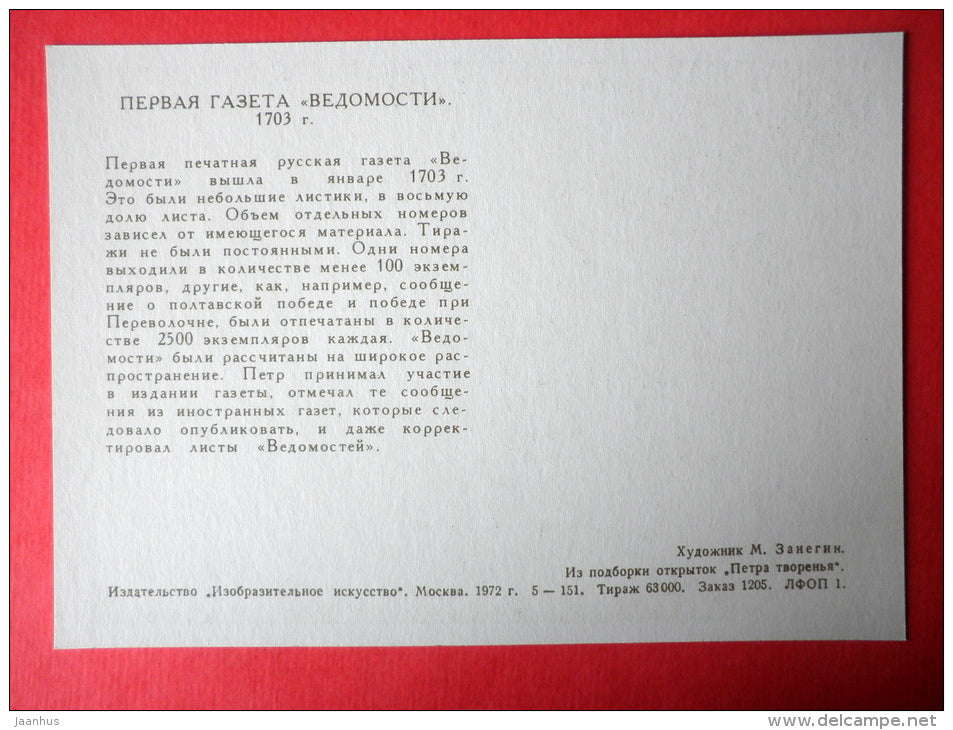 ПЕРВАЯ ГАЗЕТА «ВЕДОМОСТИ».
1703 г.
Первая печатная русская газета «Ве-
домости» вышла в январе 1703 г.
Это были небольшие листики, в восьмую
долю листа. Объем отдельных номеров
зависел от имеющегося материала. Тира-
жи не были постоянными. Одни номера
выходили в количестве менее 100 экзем-
пляров, другие, как, например, сообще-
ние о полтавской победе и победе при
Переволочне, были отпечатаны в количе-
стве 2500 экземпляров каждая. «Ведо-
мости» были рассчитаны на широкое рас-
пространение. Петр принимал участие
в издании газеты, отмечал те сообще-
ния из иностранных газет, которые сле-
довало опубликовать, и даже коррек-
тировал листы «Ведомостей».
Художник М. Занегин.
Из подборки открыток „Петра творенья“.
Издательство „Изобразительное искусство“. Москва. 1972 г. 5 — 151. Тираж 63 000. Заказ 1205. ЛФОП 1.
jaanhus
www.delcampe.net